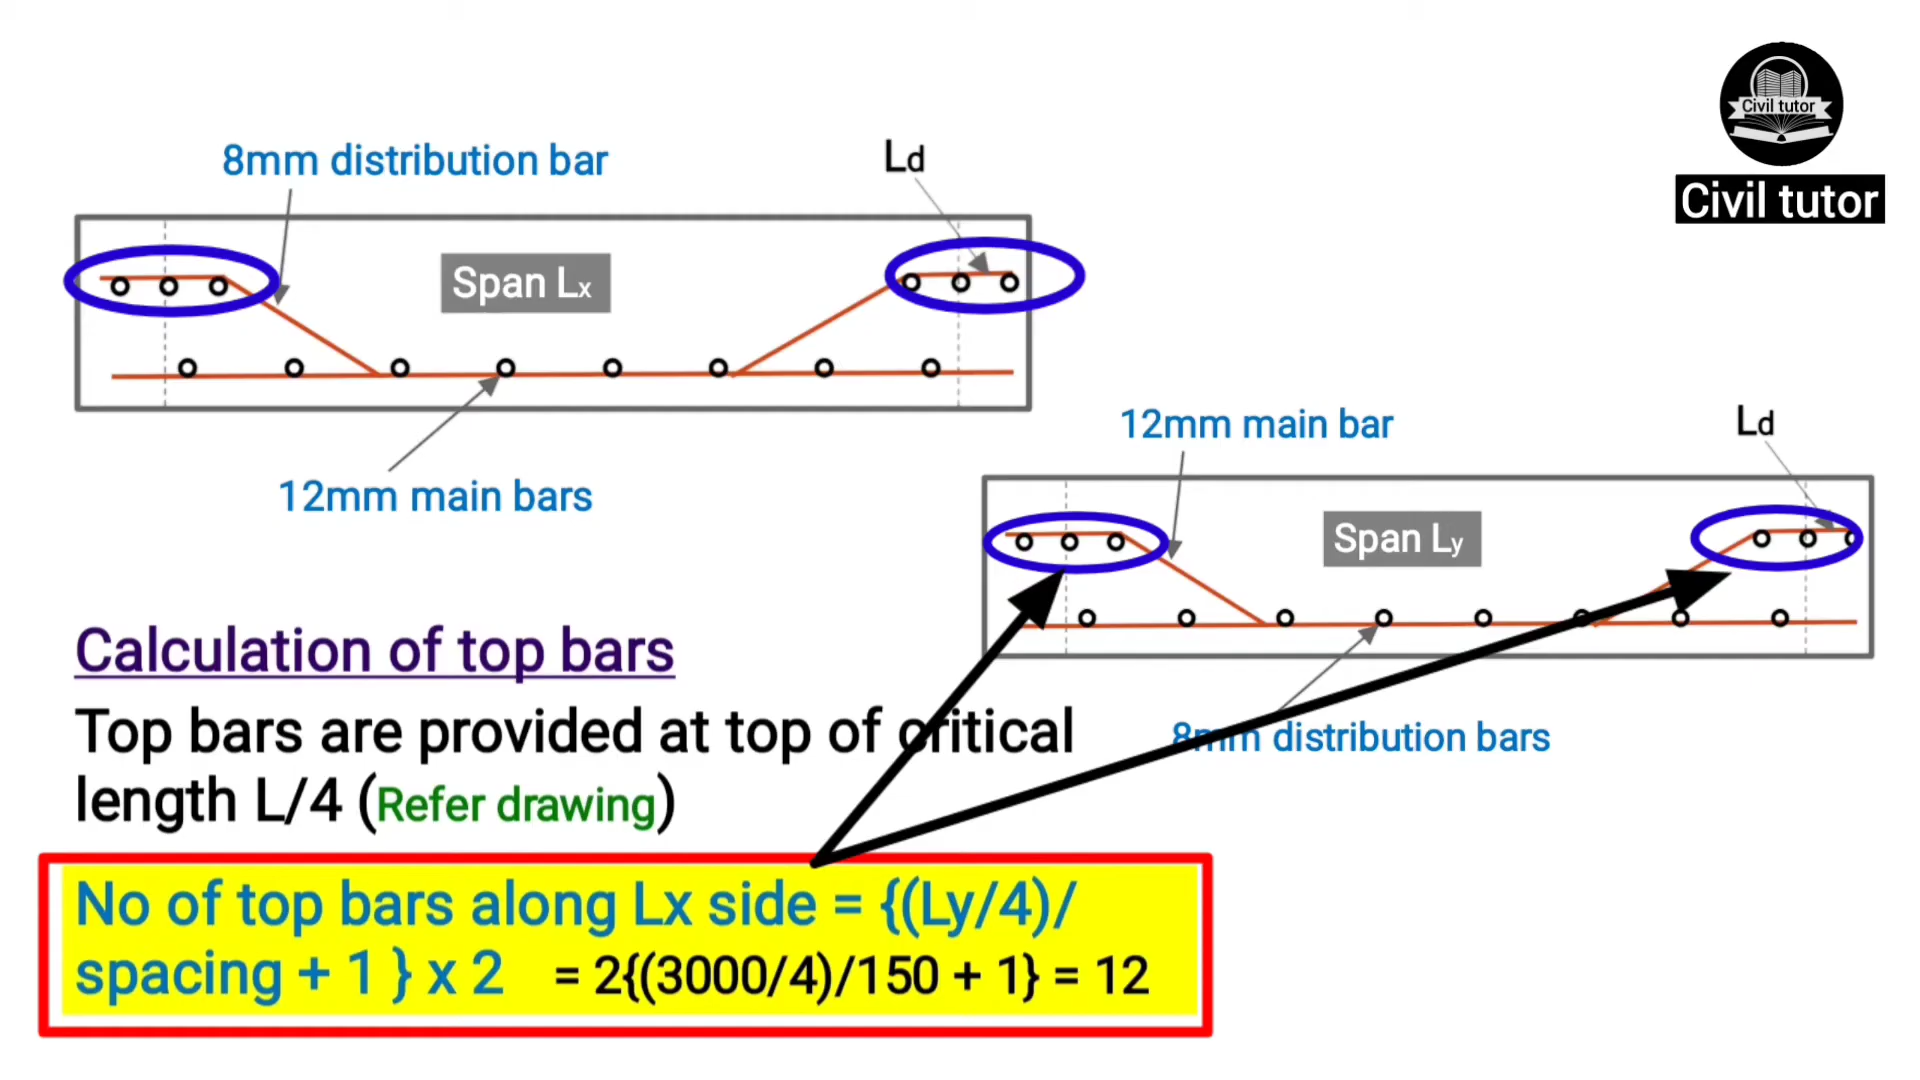 Civil tutor
Civil tutor
8mm distribution bar
Ld
Span Lx
12mm main bars
12mm main bar
Ld
Span Ly
8mm distribution bars
Calculation of top bars
Top bars are provided at top of critical
length L/4 (Refer drawing)
No of top bars along Lx side = {(Ly/4)/
spacing + 1 } x 2 = 2{(3000/4)/150 + 1} = 12